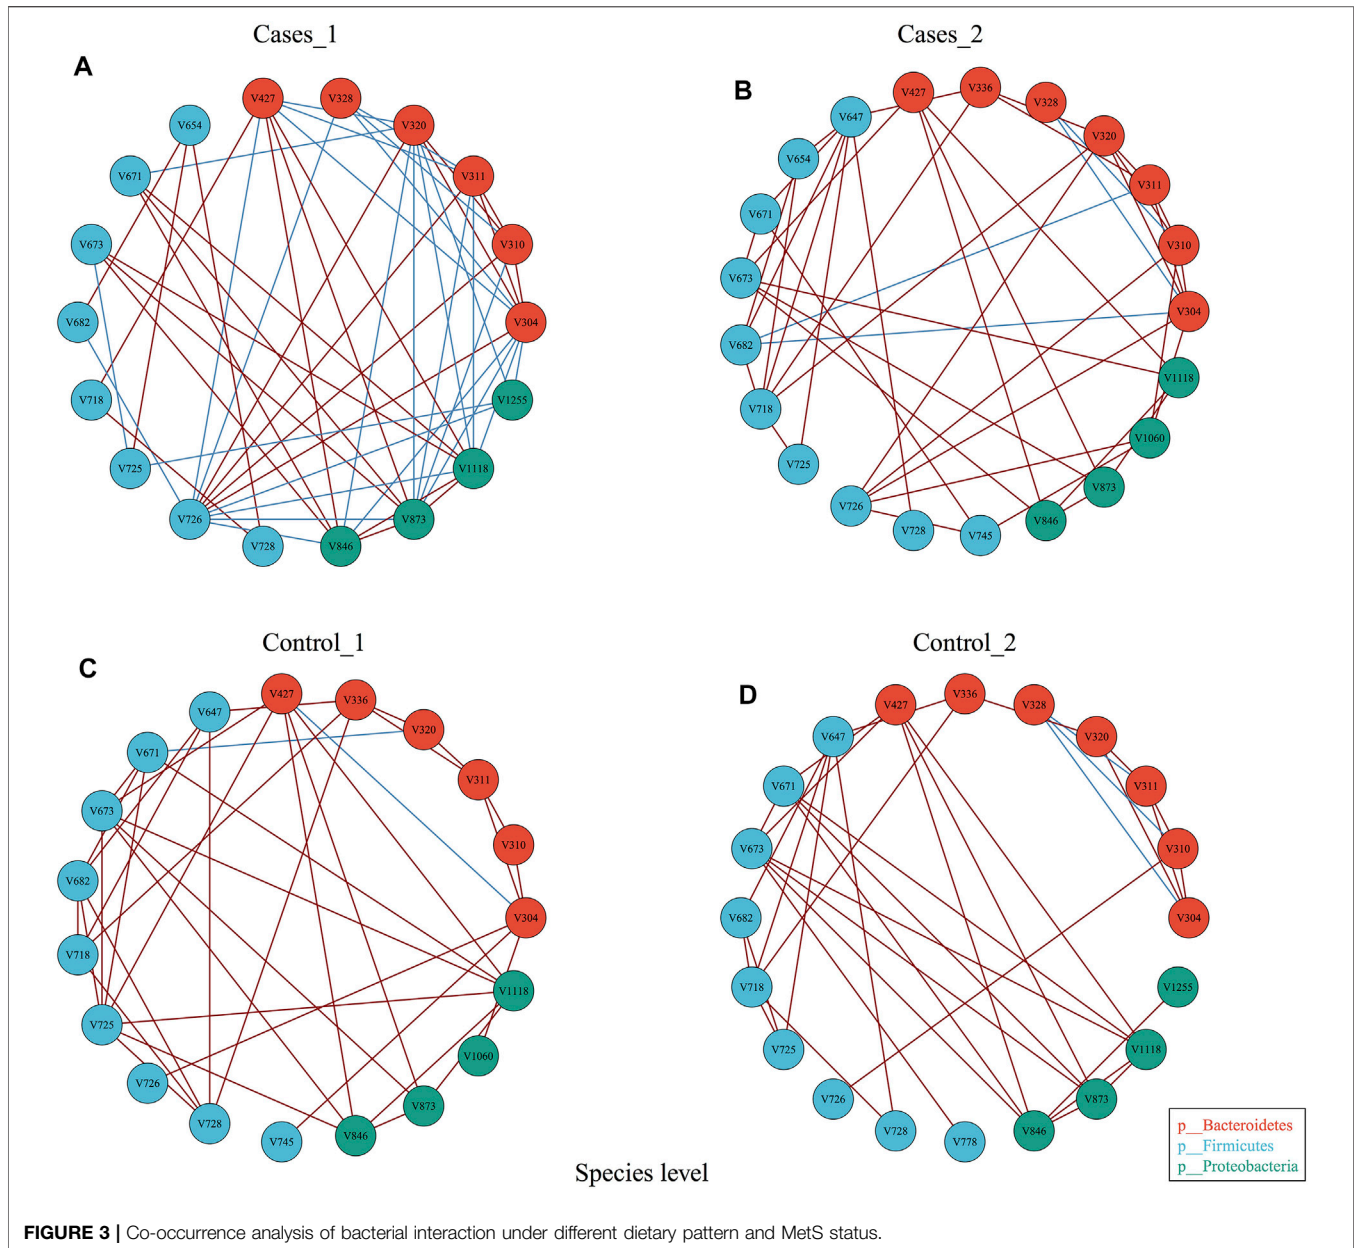 Cases_1
A
V427
V328
V320
V311
V310
V304
V1255
V1118
V873
V846
V728
V726
V725
V718
V682
V673
V671
V654
Cases_2
B
V427
V336
V328
V320
V311
V310
V304
V1118
V1060
V873
V846
V745
V728
V726
V725
V718
V682
V673
V671
V654
V647
Control_1
C
V427
V336
V320
V311
V310
V304
V1118
V1060
V873
V846
V745
V728
V726
V725
V718
V682
V673
V671
V647
Control_2
D
V427
V336
V328
V320
V311
V310
V304
V1255
V1118
V873
V846
V778
V728
V726
V725
V718
V682
V673
V671
V647
p__Bacteroidetes
p__Firmicutes
p__Proteobacteria
Species level
FIGURE 3 | Co-occurrence analysis of bacterial interaction under different dietary pattern and MetS status.